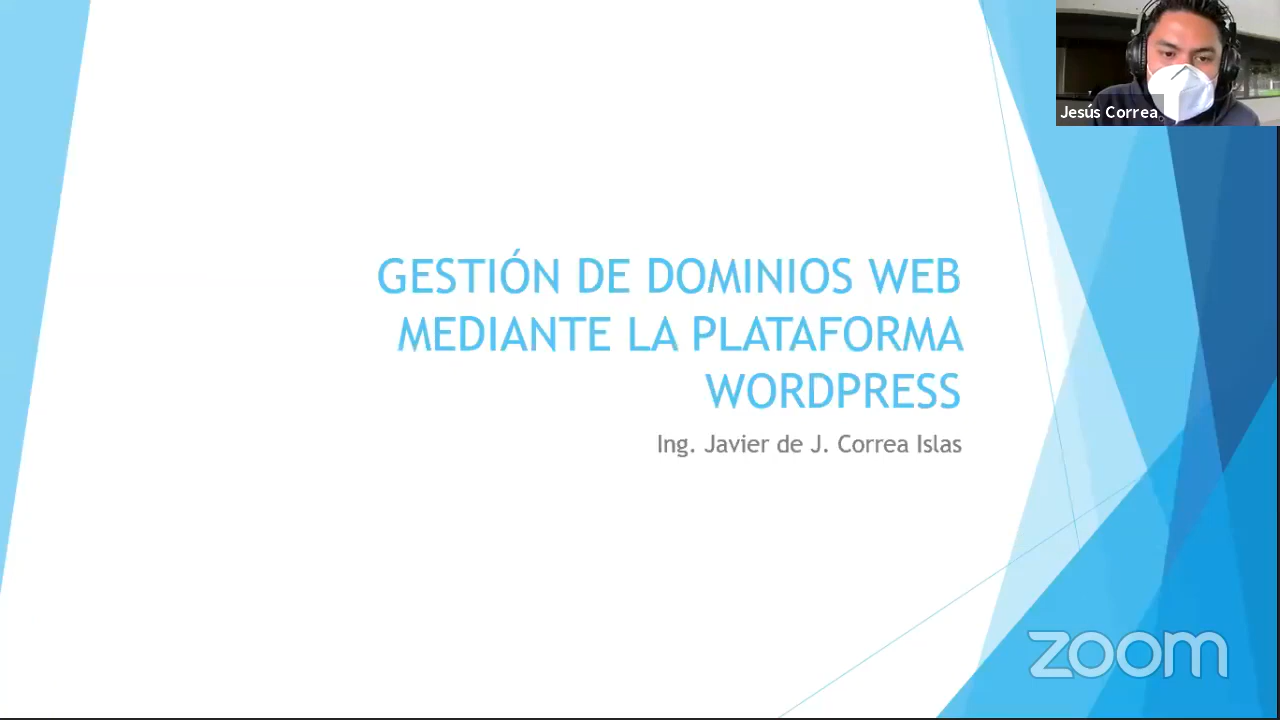 Jesús Correa
GESTIÓN DE DOMINIOS WEB
MEDIANTE LA PLATAFORMA
WORDPRESS
Ing. Javier de J. Correa Islas
zoom